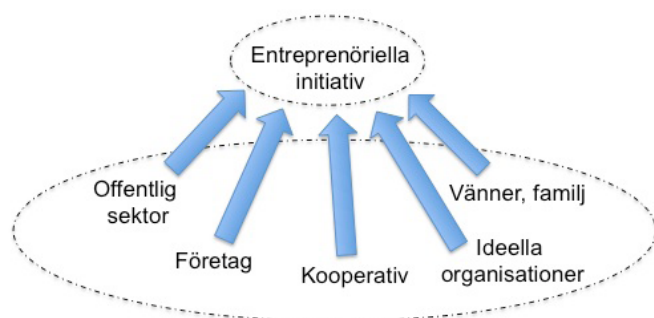 Entreprenöriella
initiativ
Offentlig
sektor
Vänner, familj
Företag
Kooperativ
Ideella
organisationer